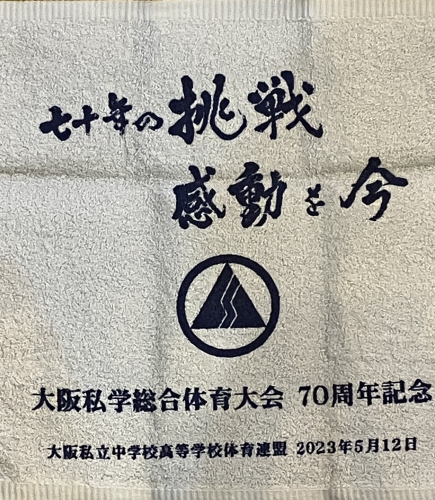 七十年の挑戦
感動を今
大阪私学総合体育大会 70周年記念
大阪私立中学校高等学校体育連盟 2023年5月12日